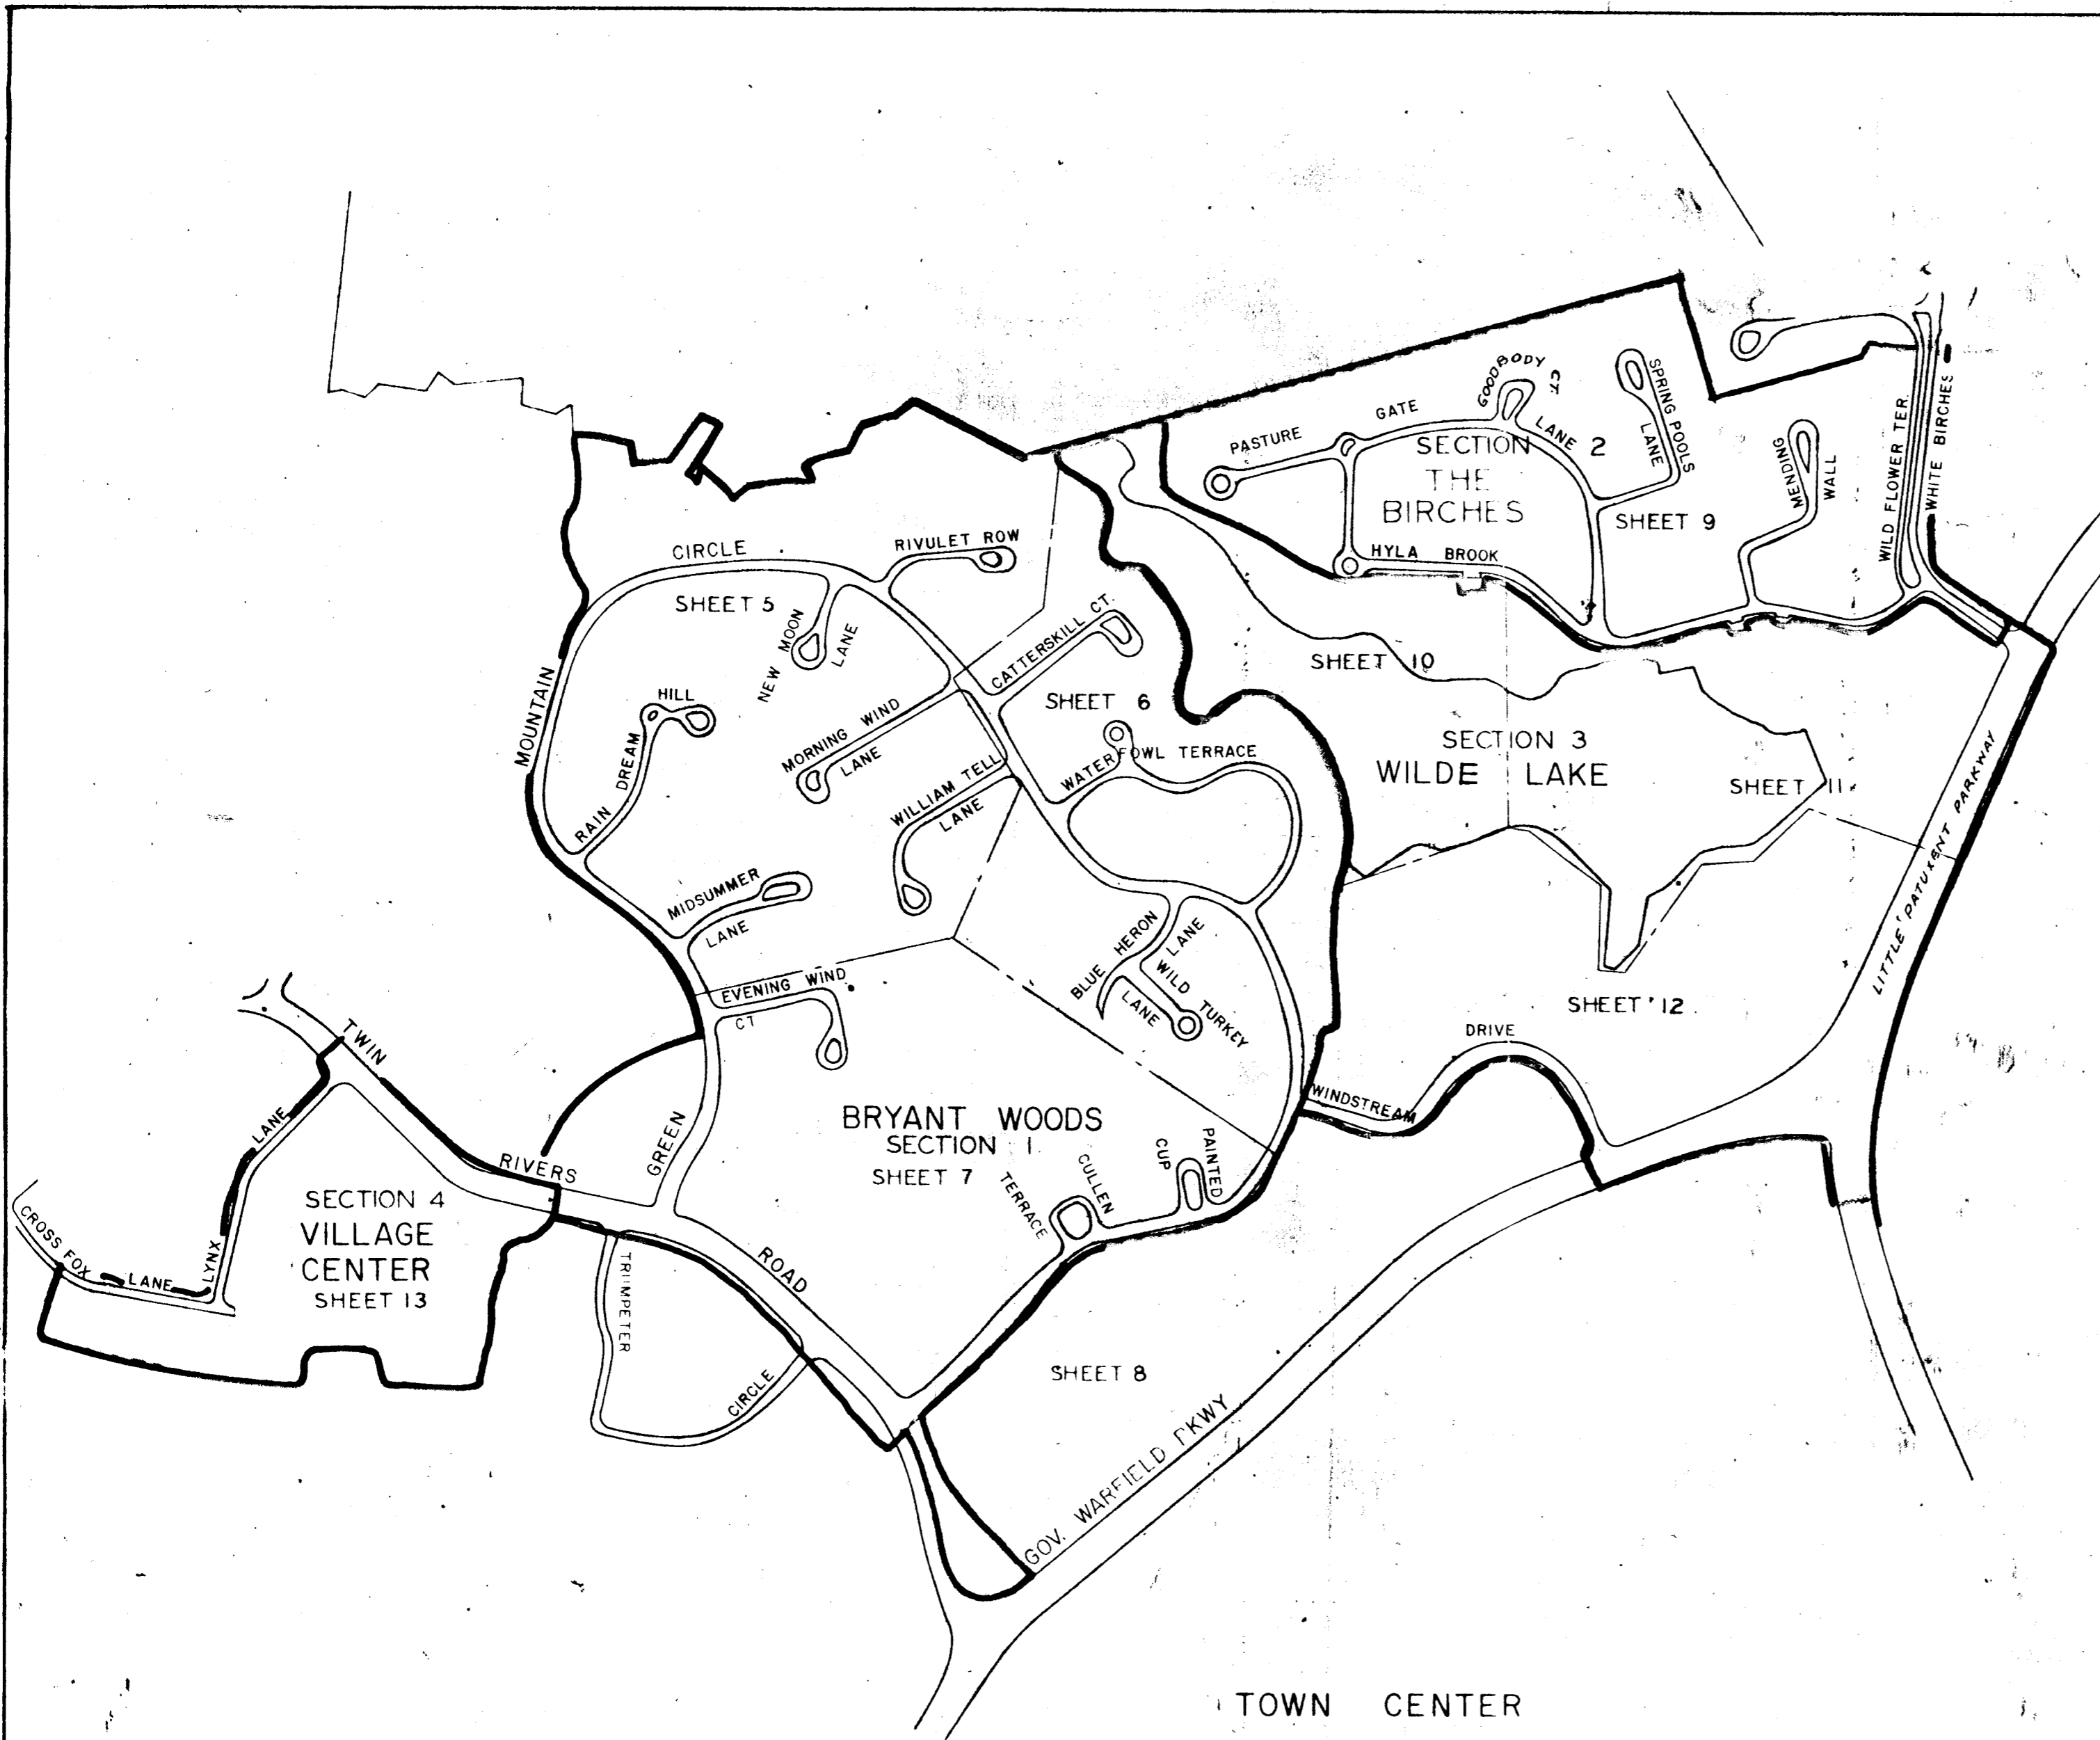 GOODBODY CT.
SPRING POOLS
LANE
PASTURE GATE LANE
SECTION 2
THE
BIRCHES
SHEET 9
MENDING
WALL
WILD FLOWER TER.
WHITE BIRCHES
HYLA BROOK
CIRCLE
RIVULET ROW
SHEET 5
NEW MOON
LANE
CATTERSKILL CT.
SHEET 10
MOUNTAIN
HILL
DREAM
RAIN
MORNING WIND
LANE
SHEET 6
WATER FOWL TERRACE
WILLIAM TELL
LANE
SECTION 3
WILDE LAKE
SHEET 11
LITTLE PATUXENT PARKWAY
MIDSUMMER
LANE
BLUE HERON
LANE
WILD TURKEY
LANE
EVENING WIND
CT
SHEET 12
DRIVE
WINDSTREAM
TWIN
RIVERS
ROAD
GREEN
BRYANT WOODS
SECTION 1
SHEET 7
CULLEN
TERRACE
PAINTED
CUP
LANE
LYNX
CROSS FOX
LANE
SECTION 4
VILLAGE
CENTER
SHEET 13
TRUMPETER
CIRCLE
SHEET 8
GOV. WARFIELD PKWY
TOWN CENTER